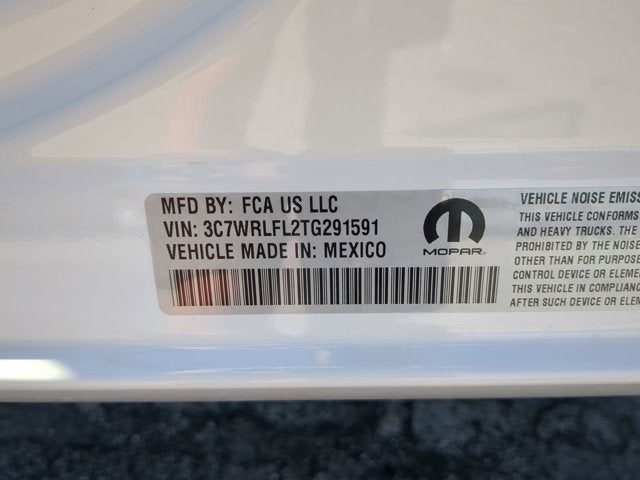 MFD BY: FCA US LLC
VIN: 3C7WRLFL2TG291591
VEHICLE MADE IN: MEXICO
MOPAR
VEHICLE NOISE EMISS
THIS VEHICLE CONFORMS
AND HEAVY TRUCKS. THE
PROHIBITED BY THE NOISE
OTHER THAN FOR PURPOSE
CONTROL DEVICE OR ELEME
THIS VEHICLE IN COMPLIANC
AFTER SUCH DEVICE OR ELEM